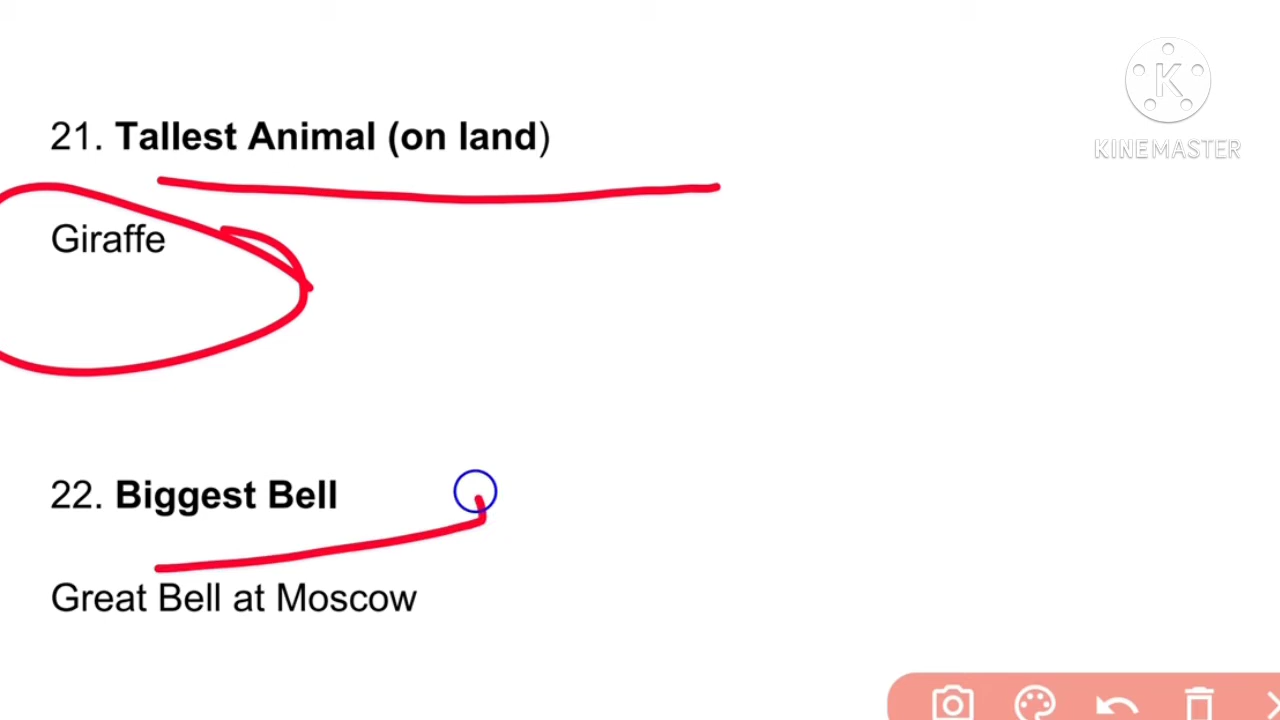 K
KINEMASTER
21. Tallest Animal (on land)
Giraffe
22. Biggest Bell
Great Bell at Moscow